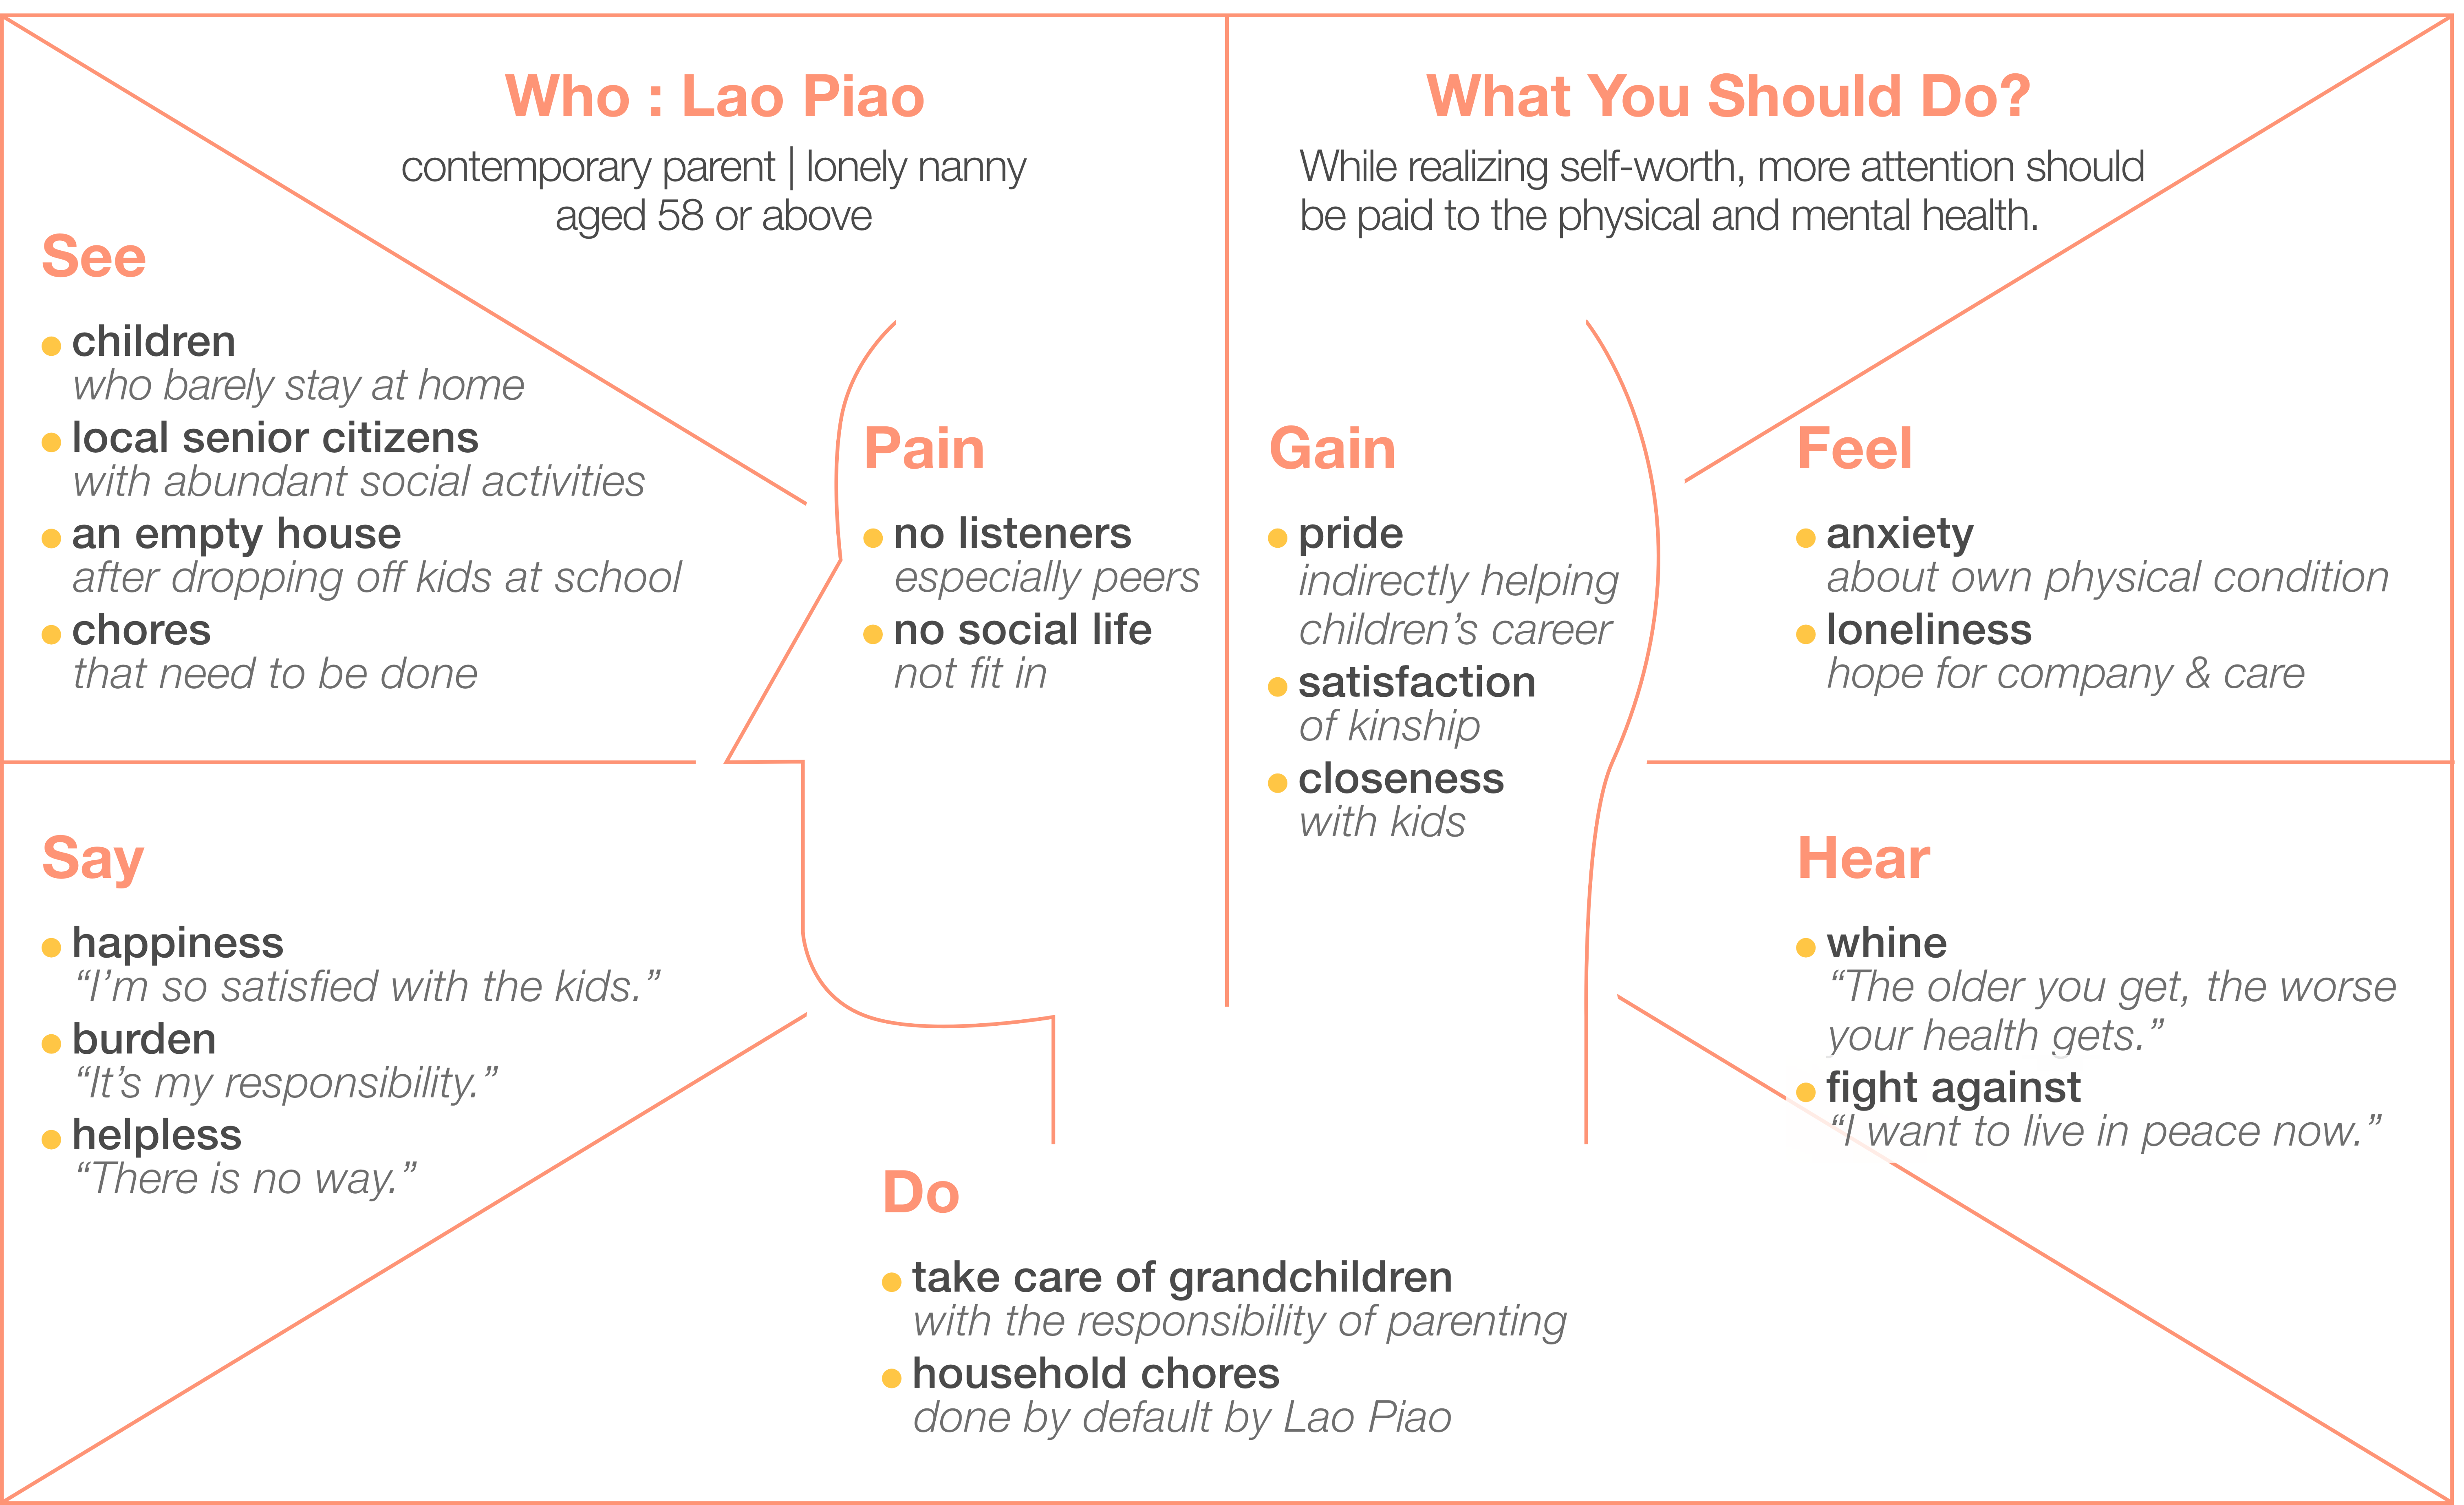 Who : Lao Piao
contemporary parent | lonely nanny
aged 58 or above
What You Should Do?
While realizing self-worth, more attention should
be paid to the physical and mental health.
See
children
who barely stay at home
local senior citizens
with abundant social activities
an empty house
after dropping off kids at school
chores
that need to be done
Pain
no listeners
especially peers
no social life
not fit in
Gain
pride
indirectly helping
children’s career
satisfaction
of kinship
closeness
with kids
Feel
anxiety
about own physical condition
loneliness
hope for company & care
Say
happiness
“I’m so satisfied with the kids.”
burden
“It’s my responsibility.”
helpless
“There is no way.”
Hear
whine
“The older you get, the worse
your health gets.”
fight against
“I want to live in peace now.”
Do
take care of grandchildren
with the responsibility of parenting
household chores
done by default by Lao Piao